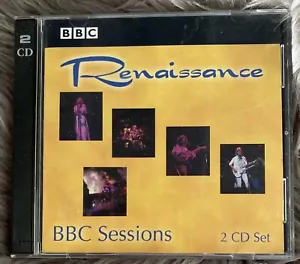 2
CD
BBC
Renaissance
BBC Sessions
2 CD Set